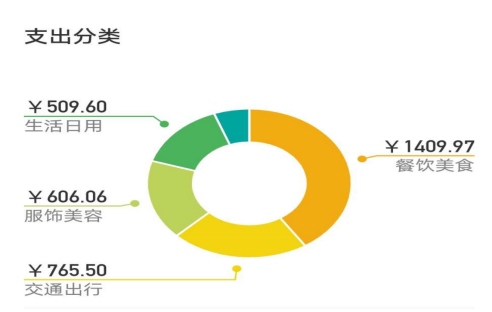 支出分类
￥509.60
生活日用
￥1409.97
餐饮美食
￥606.06
服饰美容
￥765.50
交通出行